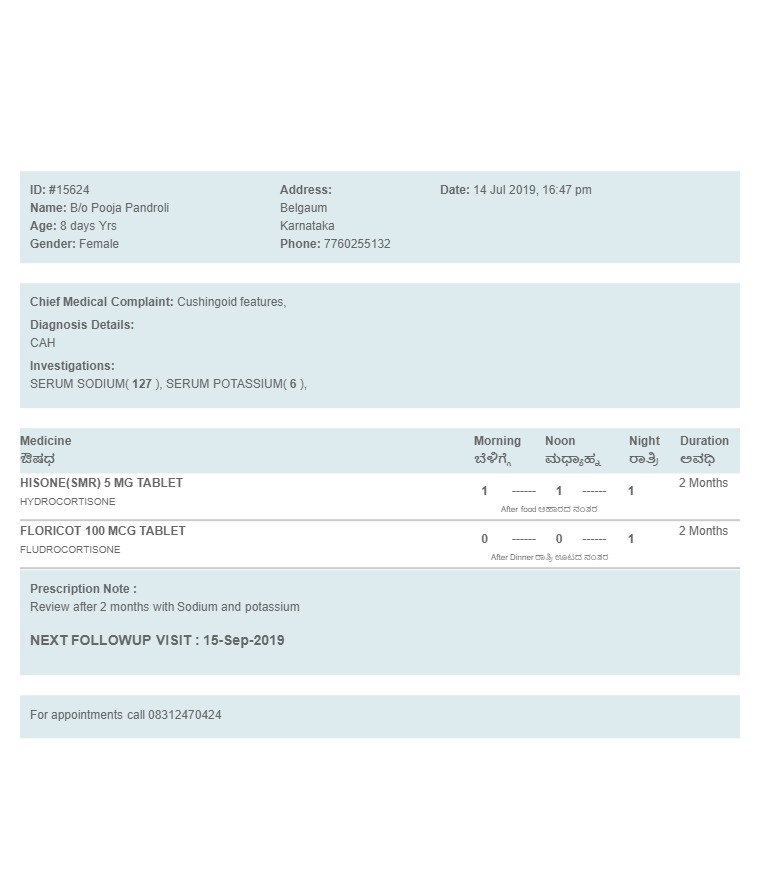 ID: #15624
Name: B/o Pooja Pandroli
Age: 8 days Yrs
Gender: Female
Address:
Belgaum
Karnataka
Phone: 7760255132
Date: 14 Jul 2019, 16:47 pm
Chief Medical Complaint: Cushingoid features,
Diagnosis Details:
CAH
Investigations:
SERUM SODIUM( 127 ), SERUM POTASSIUM( 6 ),
Medicine Morning Noon Night Duration
ಔಷಧ ಬೆಳಿಗ್ಗೆ ಮಧ್ಯಾಹ್ನ ರಾತ್ರಿ ಅವಧಿ
HISONE(SMR) 5 MG TABLET 2 Months
HYDROCORTISONE 1 ------ 1 ------ 1
After food ಆಹಾರದ ನಂತರ
FLORICOT 100 MCG TABLET 2 Months
FLUDROCORTISONE 0 ------ 0 ------ 1
After Dinner ರಾತ್ರಿ ಊಟದ ನಂತರ
Prescription Note :
Review after 2 months with Sodium and potassium
NEXT FOLLOWUP VISIT : 15-Sep-2019
For appointments call 08312470424